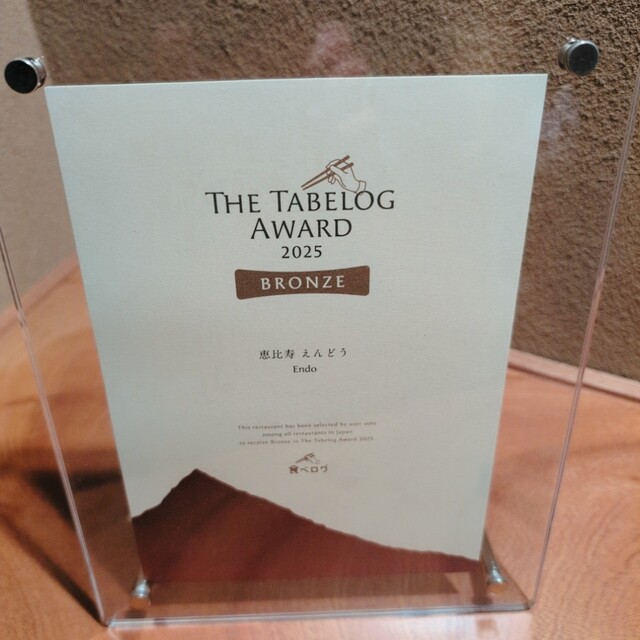 THE TABELOG
AWARD
2025
BRONZE
恵比寿 えんどう
Endo
This restaurant has been selected by user vote
among all restaurants in Japan
to receive Bronze in The Tabelog Award 2025.
食べログ